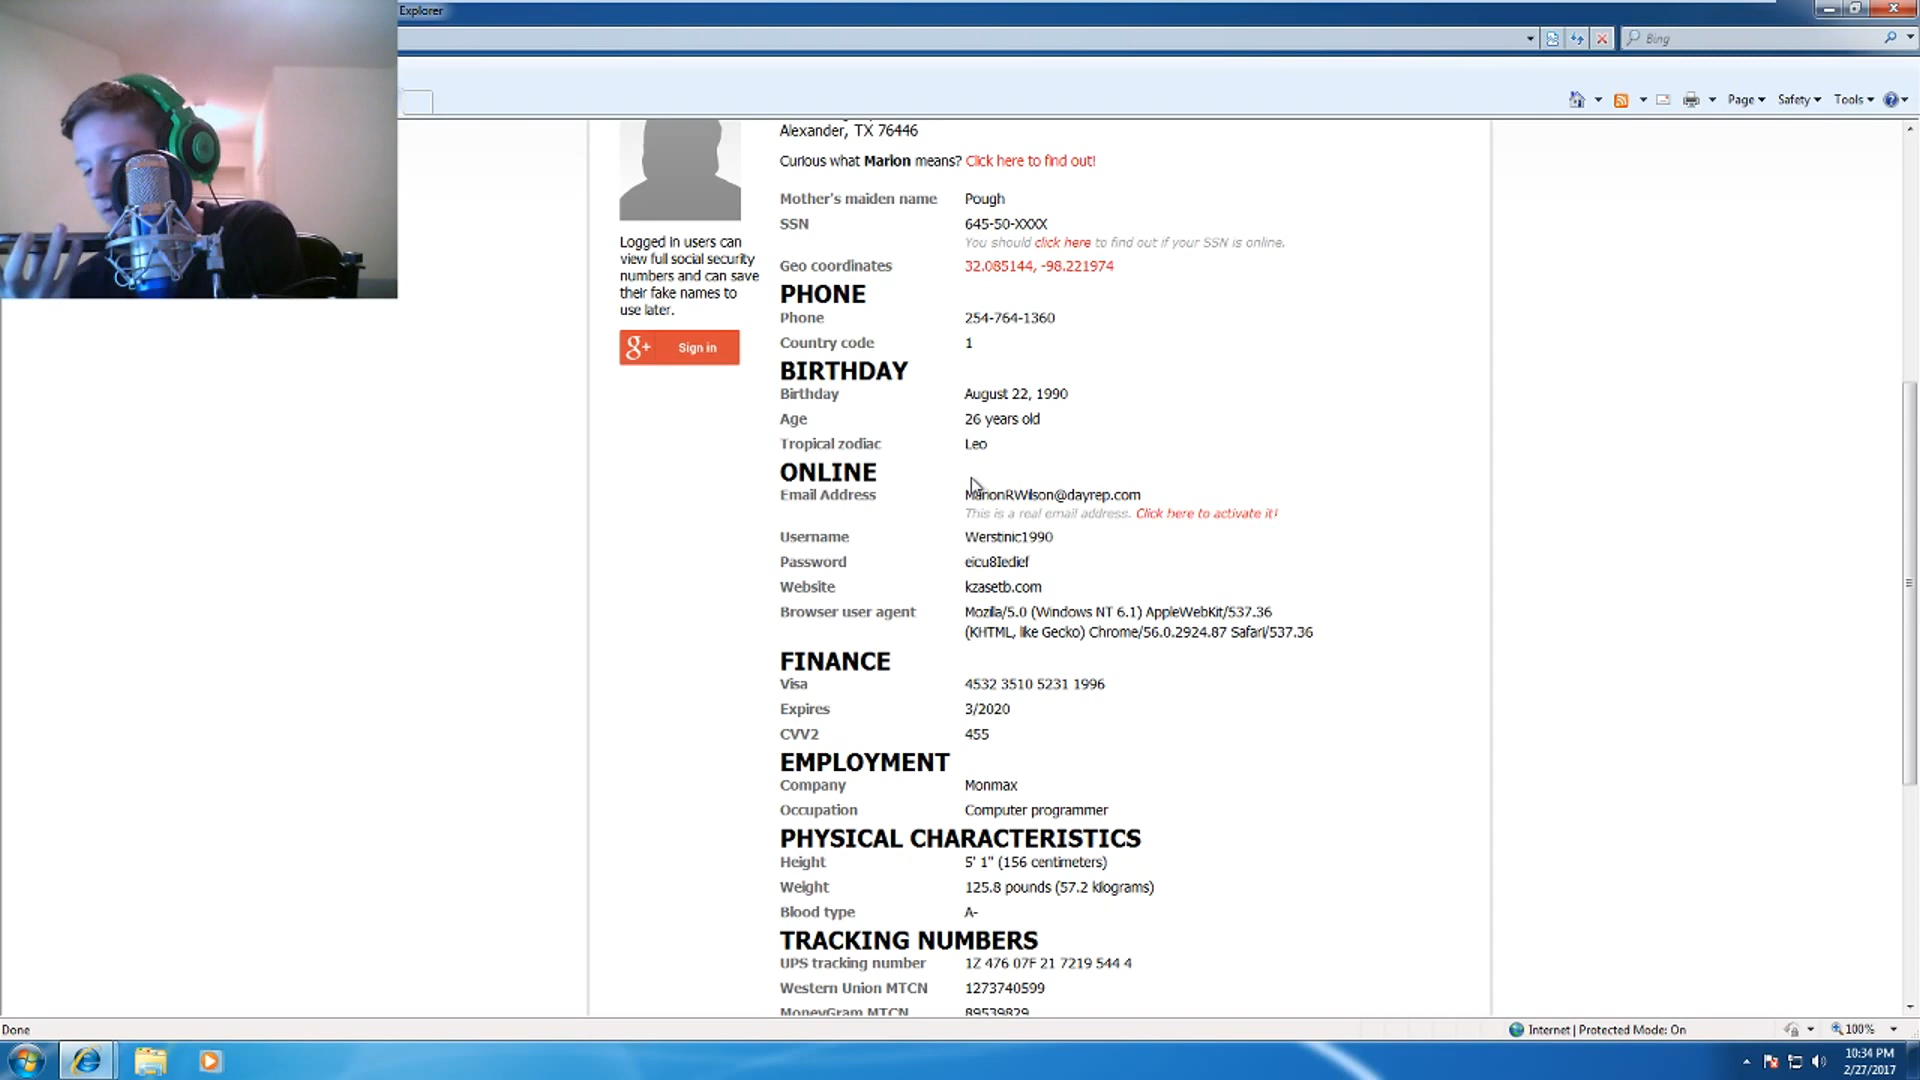 Explorer
Bing
Page
Safety
Tools
Alexander, TX 76446
Curious what Marion means? Click here to find out!
Mother's maiden name Pough
SSN 645-50-XXXX
You should click here to find out if your SSN is online.
Geo coordinates 32.085144, -98.221974
Logged in users can
view full social security
numbers and can save
their fake names to
use later.
g+ Sign in
PHONE
Phone 254-764-1360
Country code 1
BIRTHDAY
Birthday August 22, 1990
Age 26 years old
Tropical zodiac Leo
ONLINE
Email Address MarionRWilson@dayrep.com
This is a real email address. Click here to activate it!
Username Werstinic1990
Password eicu8Iedief
Website kzasetb.com
Browser user agent Mozilla/5.0 (Windows NT 6.1) AppleWebKit/537.36
(KHTML, like Gecko) Chrome/56.0.2924.87 Safari/537.36
FINANCE
Visa 4532 3510 5231 1996
Expires 3/2020
CVV2 455
EMPLOYMENT
Company Monmax
Occupation Computer programmer
PHYSICAL CHARACTERISTICS
Height 5' 1" (156 centimeters)
Weight 125.8 pounds (57.2 kilograms)
Blood type A-
TRACKING NUMBERS
UPS tracking number 1Z 476 07F 21 7219 544 4
Western Union MTCN 1273740599
MoneyGram MTCN 89539829
Done
Internet | Protected Mode: On
100%
10:34 PM
2/27/2017